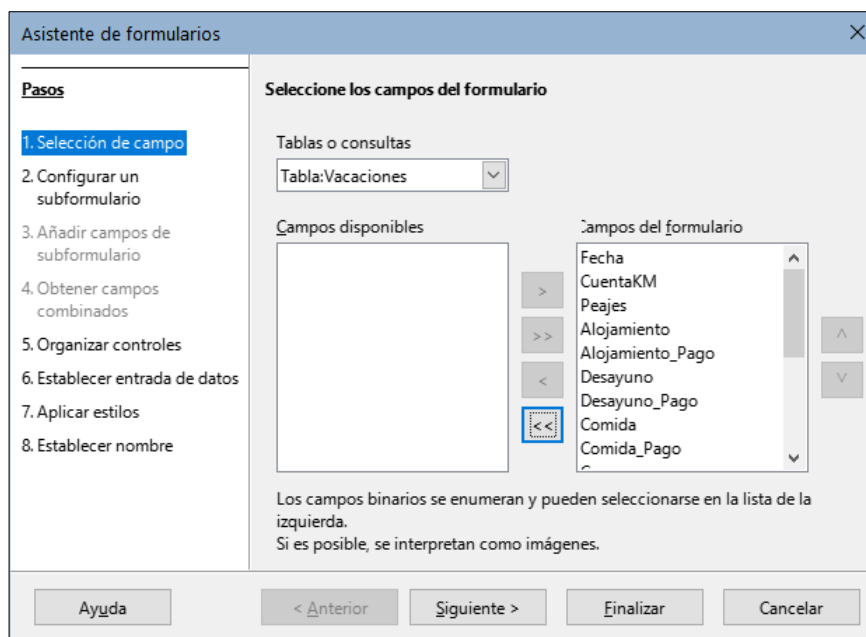 Asistente de formularios
Pasos
1. Selección de campo
2. Configurar un
subformulario
3. Añadir campos de
subformulario
4. Obtener campos
combinados
5. Organizar controles
6. Establecer entrada de datos
7. Aplicar estilos
8. Establecer nombre
Seleccione los campos del formulario
Tablas o consultas
Tabla:Vacaciones
Campos disponibles
>
>>
<
<<
Campos del formulario
Fecha
CuentaKM
Peajes
Alojamiento
Alojamiento_Pago
Desayuno
Desayuno_Pago
Comida
Comida_Pago
Los campos binarios se enumeran y pueden seleccionarse en la lista de la
izquierda.
Si es posible, se interpretan como imágenes.
Ayuda
< Anterior
Siguiente >
Finalizar
Cancelar